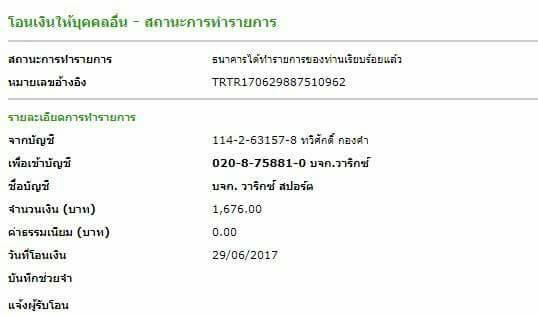 โอนเงินให้บุคคลอื่น - สถานะการทำรายการ
สถานะการทำรายการ ธนาคารได้ทำรายการของท่านเรียบร้อยแล้ว
หมายเลขอ้างอิง TRTR170629887510962
รายละเอียดการทำรายการ
จากบัญชี 114-2-63157-8 ทวีศักดิ์ กองคำ
เพื่อเข้าบัญชี 020-8-75881-0 บจก.วาริกซ์
ชื่อบัญชี บจก. วาริกซ์ สปอร์ต
จำนวนเงิน (บาท) 1,676.00
ค่าธรรมเนียม (บาท) 0.00
วันที่โอนเงิน 29/06/2017
บันทึกช่วยจำ
แจ้งผู้รับโอน